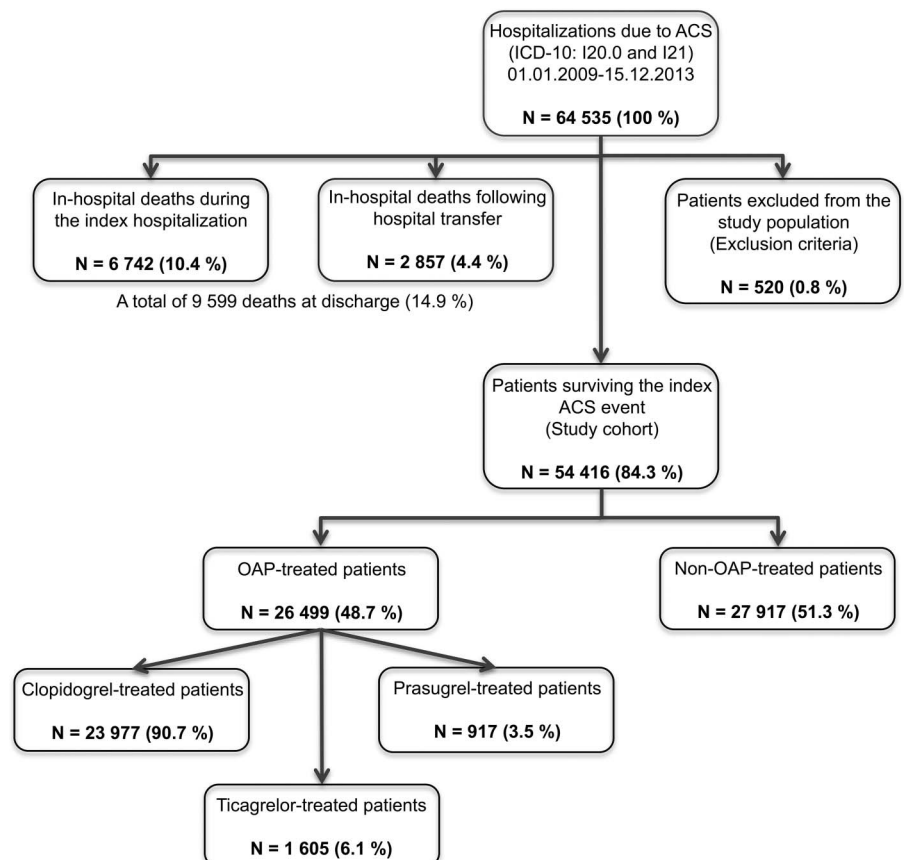 Hospitalizations due to ACS
(ICD-10: I20.0 and I21)
01.01.2009-15.12.2013
N = 64 535 (100 %)
In-hospital deaths during
the index hospitalization
N = 6 742 (10.4 %)
In-hospital deaths following
hospital transfer
N = 2 857 (4.4 %)
Patients excluded from the
study population
(Exclusion criteria)
N = 520 (0.8 %)
A total of 9 599 deaths at discharge (14.9 %)
Patients surviving the index
ACS event
(Study cohort)
N = 54 416 (84.3 %)
OAP-treated patients
N = 26 499 (48.7 %)
Non-OAP-treated patients
N = 27 917 (51.3 %)
Clopidogrel-treated patients
N = 23 977 (90.7 %)
Prasugrel-treated patients
N = 917 (3.5 %)
Ticagrelor-treated patients
N = 1 605 (6.1 %)